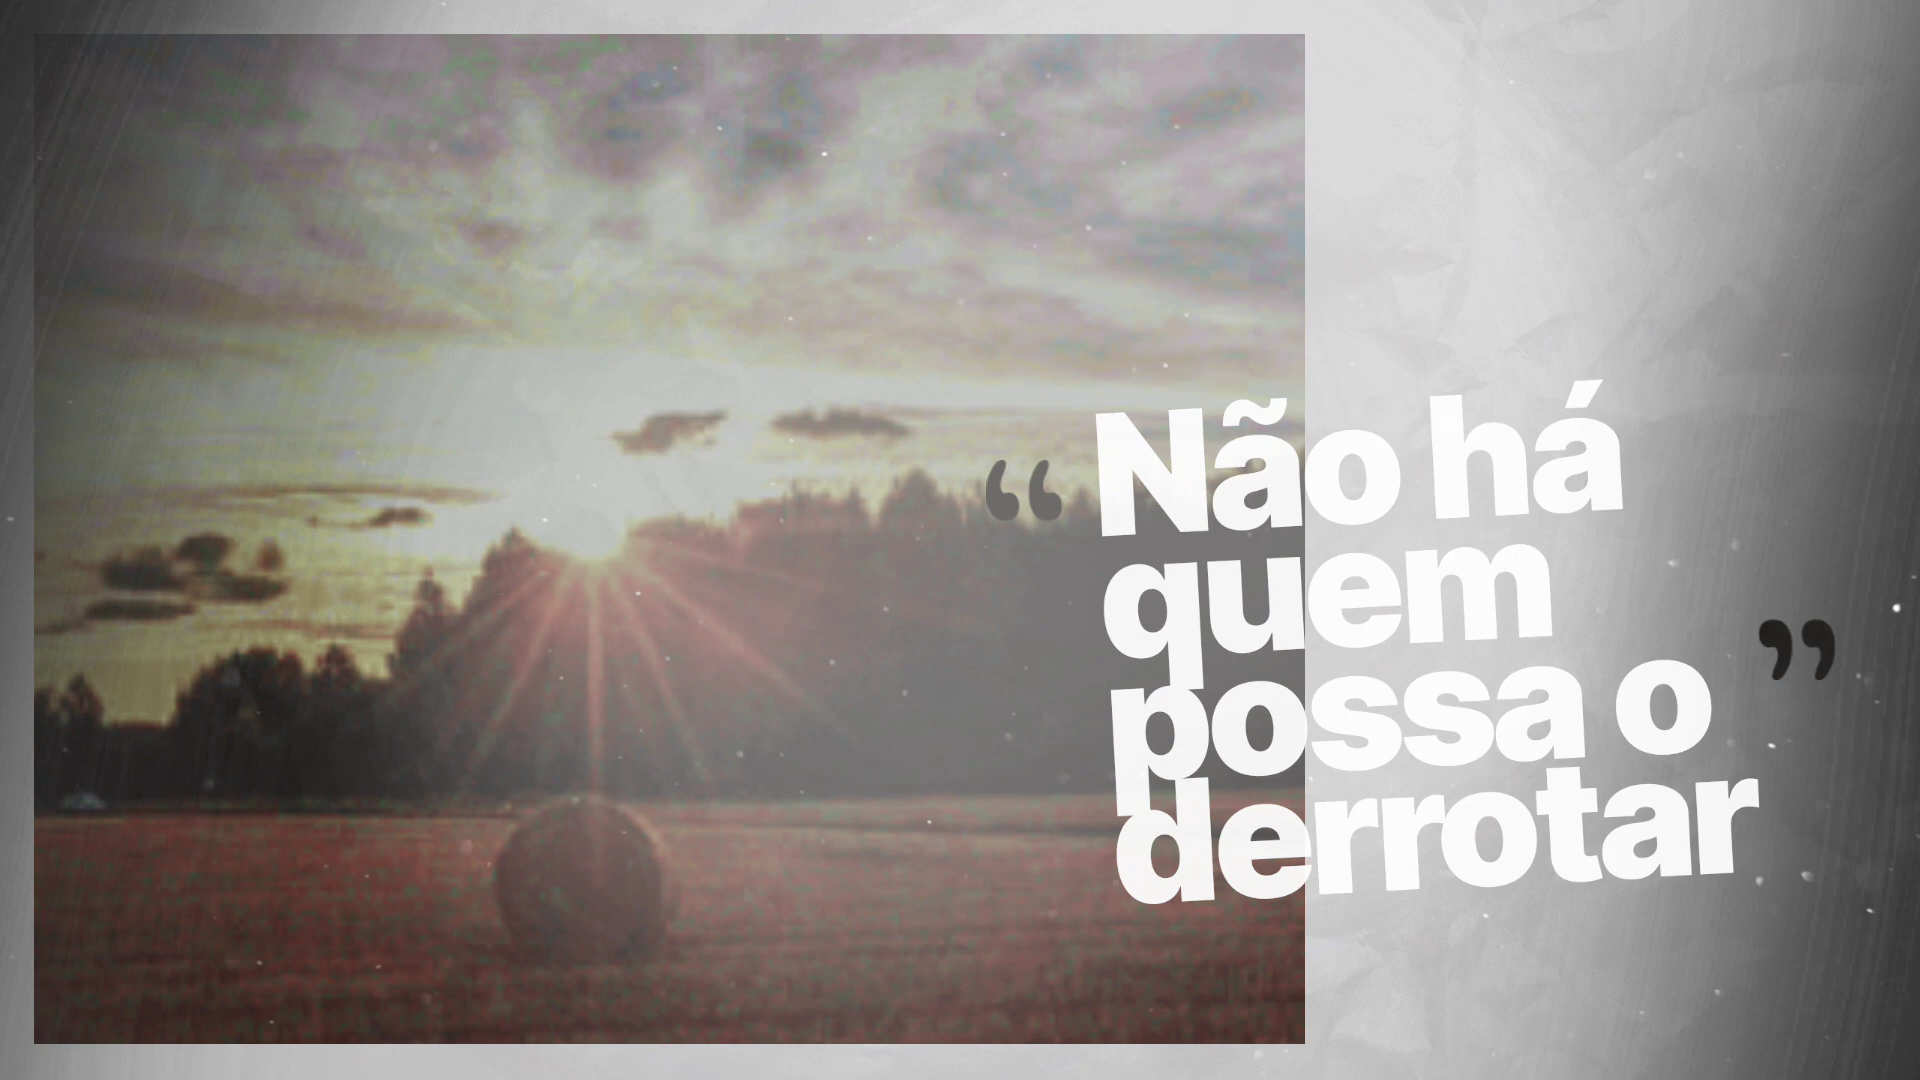 “Não há
quem
possa o
derrotar”